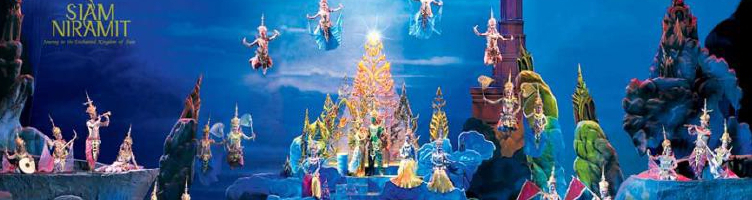 SIAM
NIRAMIT
Journey to the Enchanted Kingdom of Siam